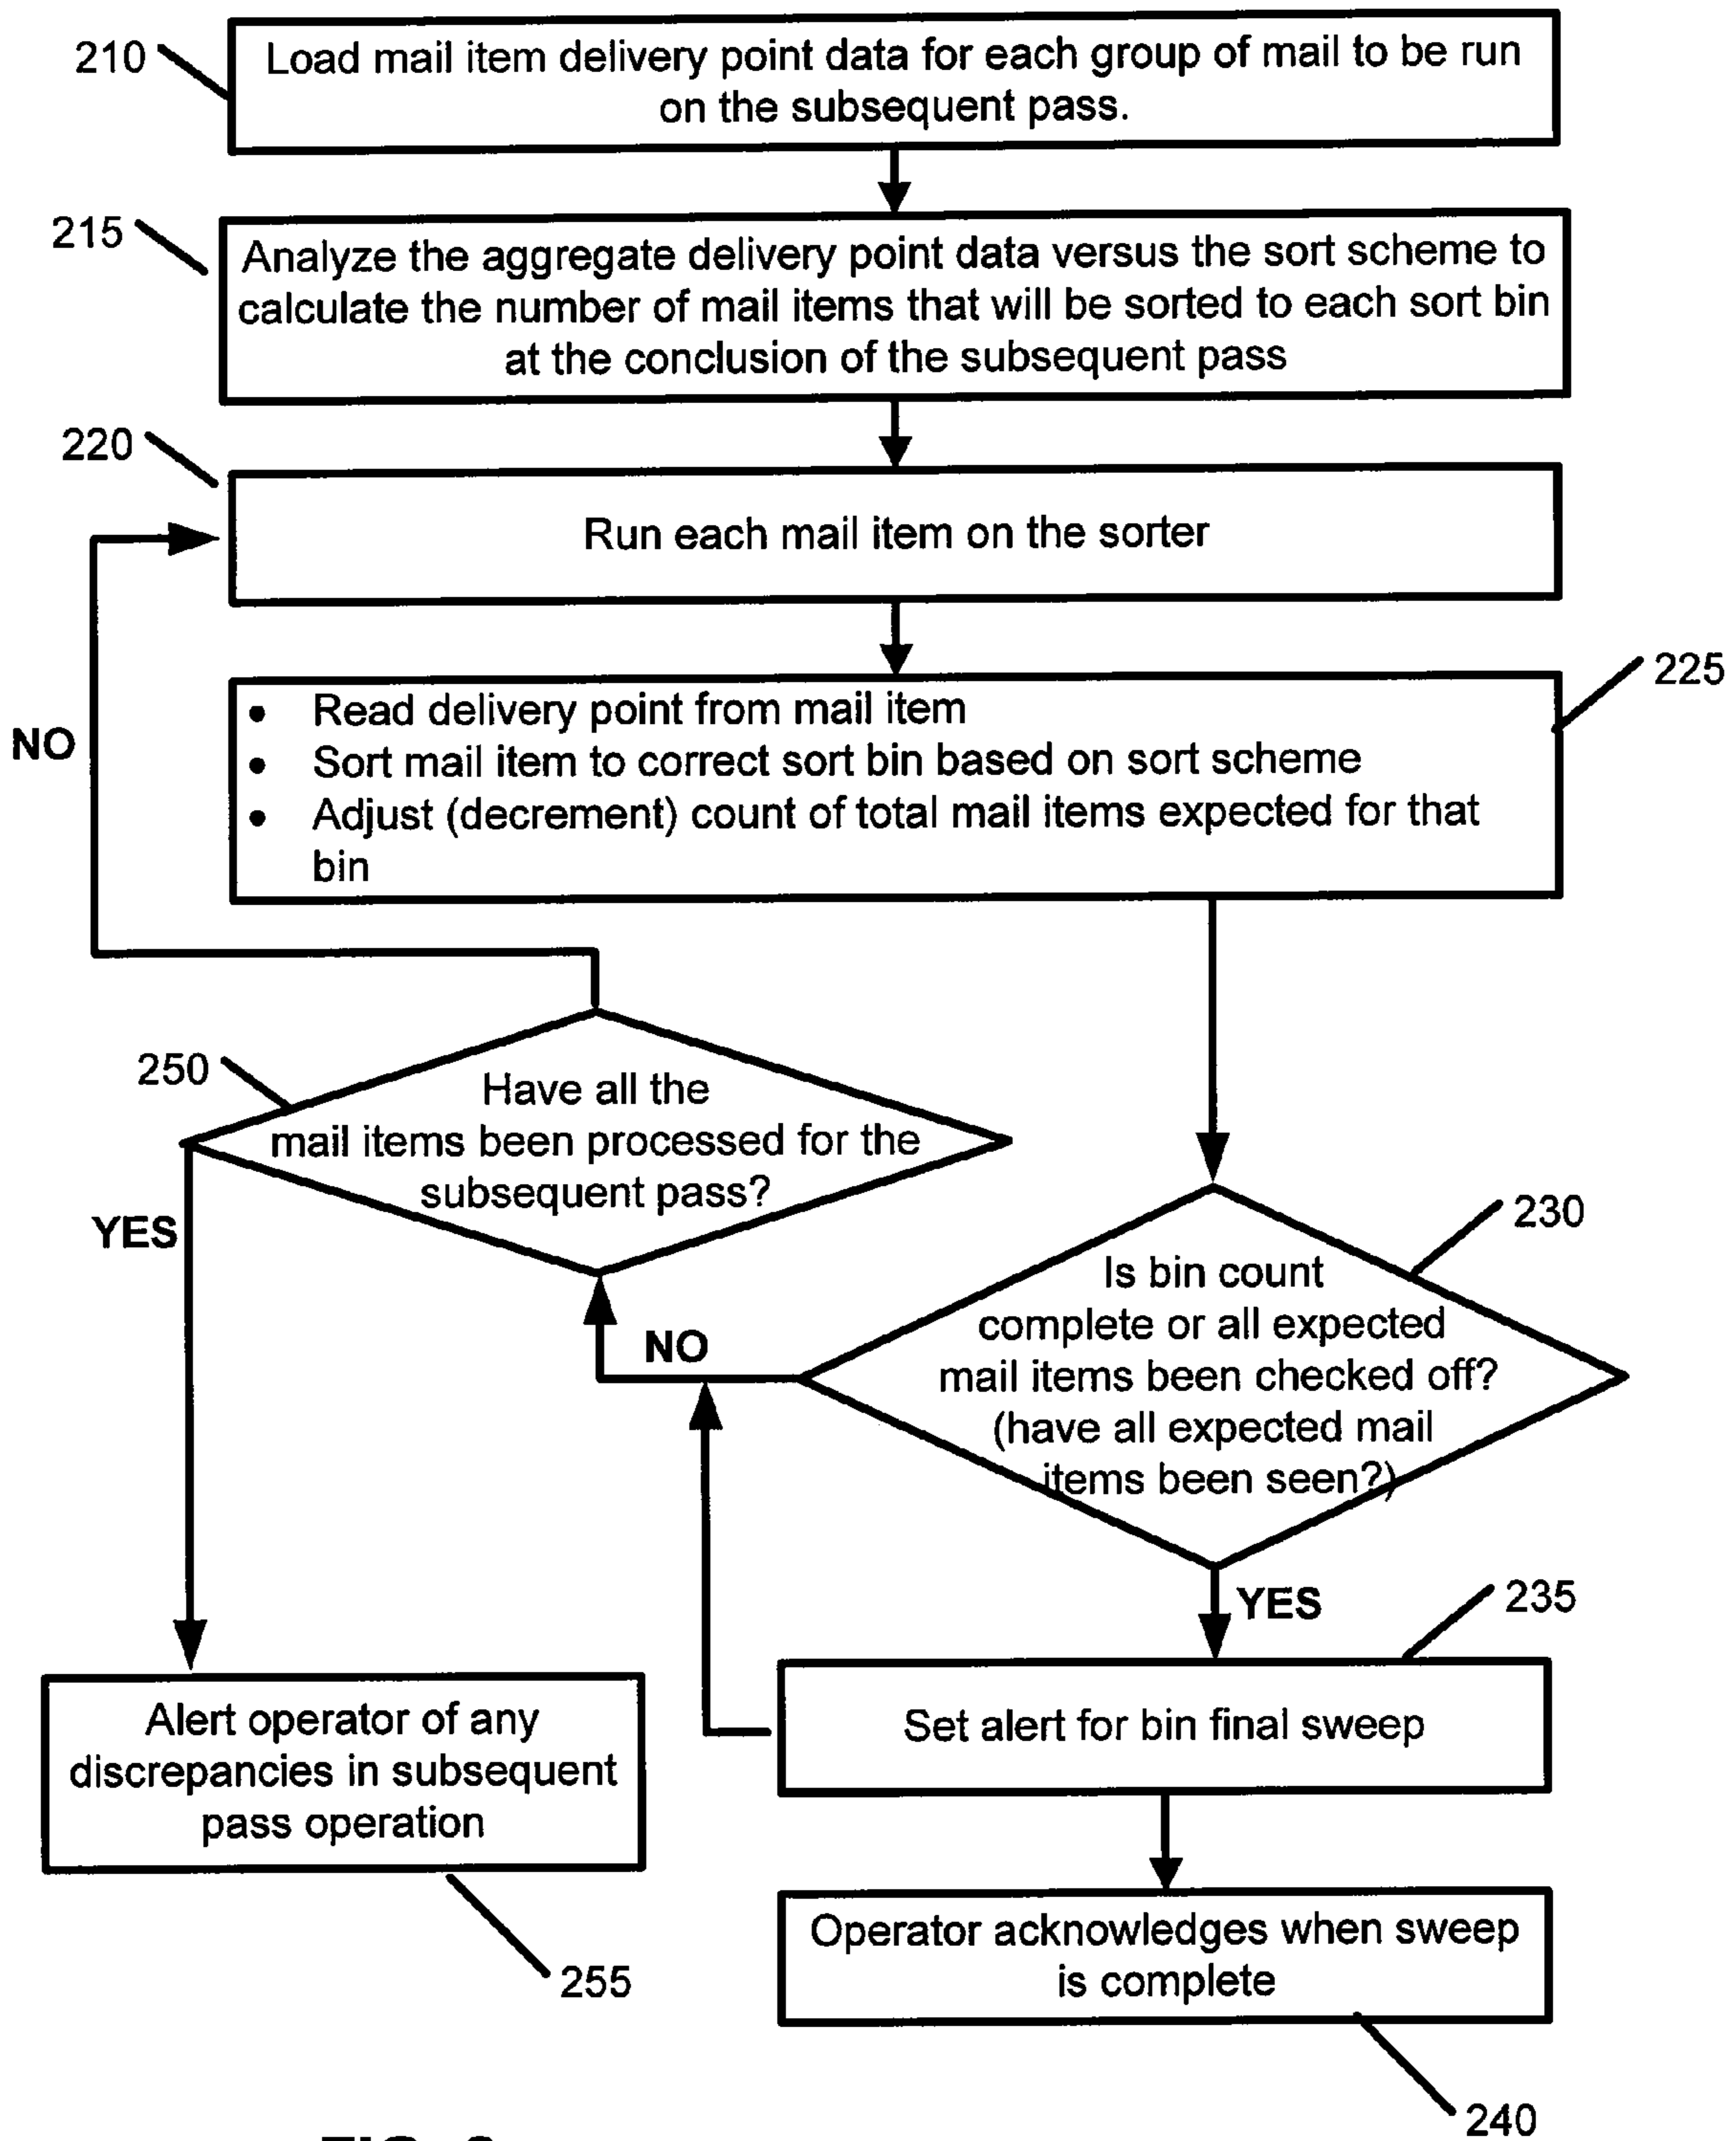 210
Load mail item delivery point data for each group of mail to be run
on the subsequent pass.
215
Analyze the aggregate delivery point data versus the sort scheme to
calculate the number of mail items that will be sorted to each sort bin
at the conclusion of the subsequent pass
220
Run each mail item on the sorter
225
• Read delivery point from mail item
• Sort mail item to correct sort bin based on sort scheme
• Adjust (decrement) count of total mail items expected for that
bin
NO
250
Have all the
mail items been processed for the
subsequent pass?
YES
230
Is bin count
complete or all expected
mail items been checked off?
(have all expected mail
items been seen?)
NO
YES
235
Set alert for bin final sweep
Alert operator of any
discrepancies in subsequent
pass operation
255
Operator acknowledges when sweep
is complete
240